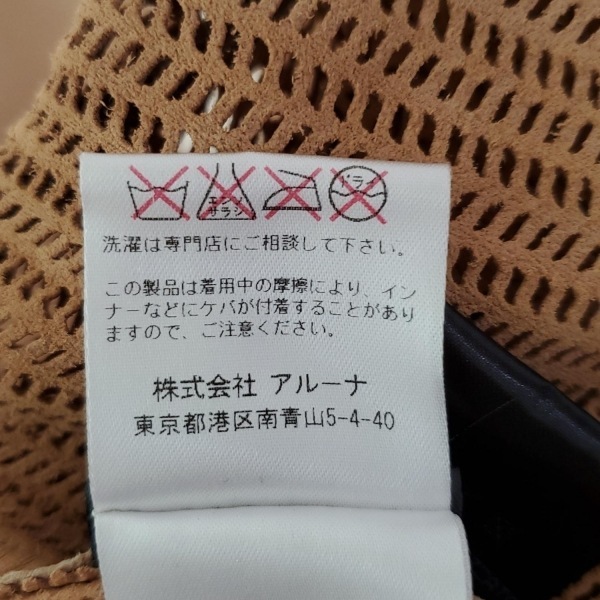 エンソ
サラシ
ドライ
洗濯は専門店にご相談して下さい。
この製品は着用中の摩擦により、イン
ナーなどにケバが付着することがあり
ますので、ご注意ください。
株式会社 アルーナ
東京都港区南青山5-4-40